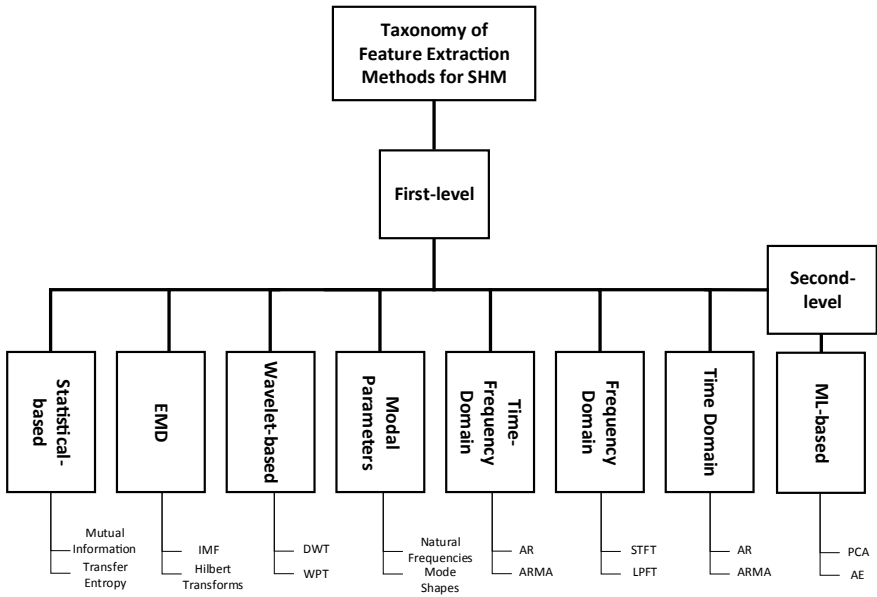 Taxonomy of
Feature Extraction
Methods for SHM
First-level
Second-
level
Statistical-
based
EMD
Wavelet-based
Modal
Parameters
Time-
Frequency
Domain
Frequency
Domain
Time Domain
ML-based
Mutual
Information
Transfer
Entropy
IMF
Hilbert
Transforms
DWT
WPT
Natural
Frequencies
Mode
Shapes
AR
ARMA
STFT
LPFT
AR
ARMA
PCA
AE